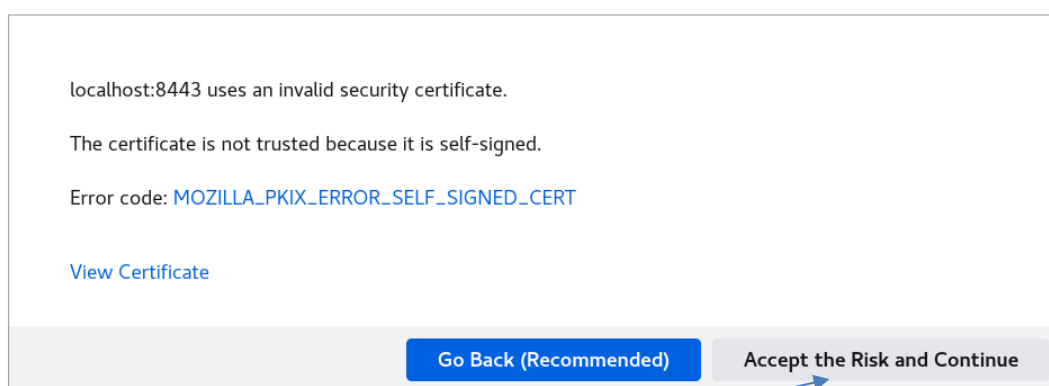 localhost:8443 uses an invalid security certificate.
The certificate is not trusted because it is self-signed.
Error code: MOZILLA_PKIX_ERROR_SELF_SIGNED_CERT
View Certificate
Go Back (Recommended) Accept the Risk and Continue